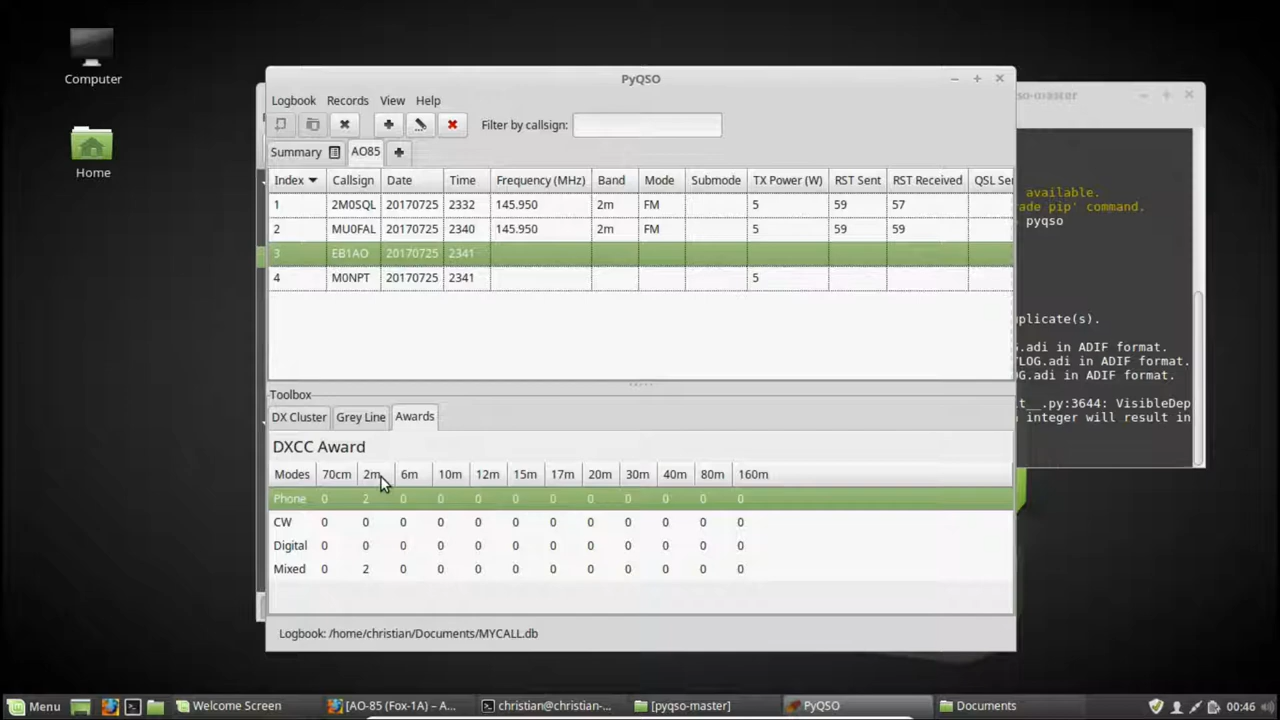 Computer
Home
PyQSO
so-master
Logbook Records View Help
Filter by callsign:
Summary AO85
Index Callsign Date Time Frequency (MHz) Band Mode Submode TX Power (W) RST Sent RST Received QSL Ser
1 2M0SQL 20170725 2332 145.950 2m FM 5 59 57
2 MU0FAL 20170725 2340 145.950 2m FM 5 59 59
3 EB1AO 20170725 2341
4 M0NPT 20170725 2341 5
available.
ade pip' command.
pyqso
uplicate(s).
G.adi in ADIF format.
LOG.adi in ADIF format.
OG.adi in ADIF format.
t__.py:3644: VisibleDep
n integer will result in
Toolbox
DX Cluster Grey Line Awards
DXCC Award
Modes 70cm 2m 6m 10m 12m 15m 17m 20m 30m 40m 80m 160m
Phone 0 2 0 0 0 0 0 0 0 0 0 0
CW 0 0 0 0 0 0 0 0 0 0 0 0
Digital 0 0 0 0 0 0 0 0 0 0 0 0
Mixed 0 2 0 0 0 0 0 0 0 0 0 0
Logbook: /home/christian/Documents/MYCALL.db
Menu Welcome Screen [AO-85 (Fox-1A) – A... christian@christian-... [pyqso-master] PyQSO Documents 00:46